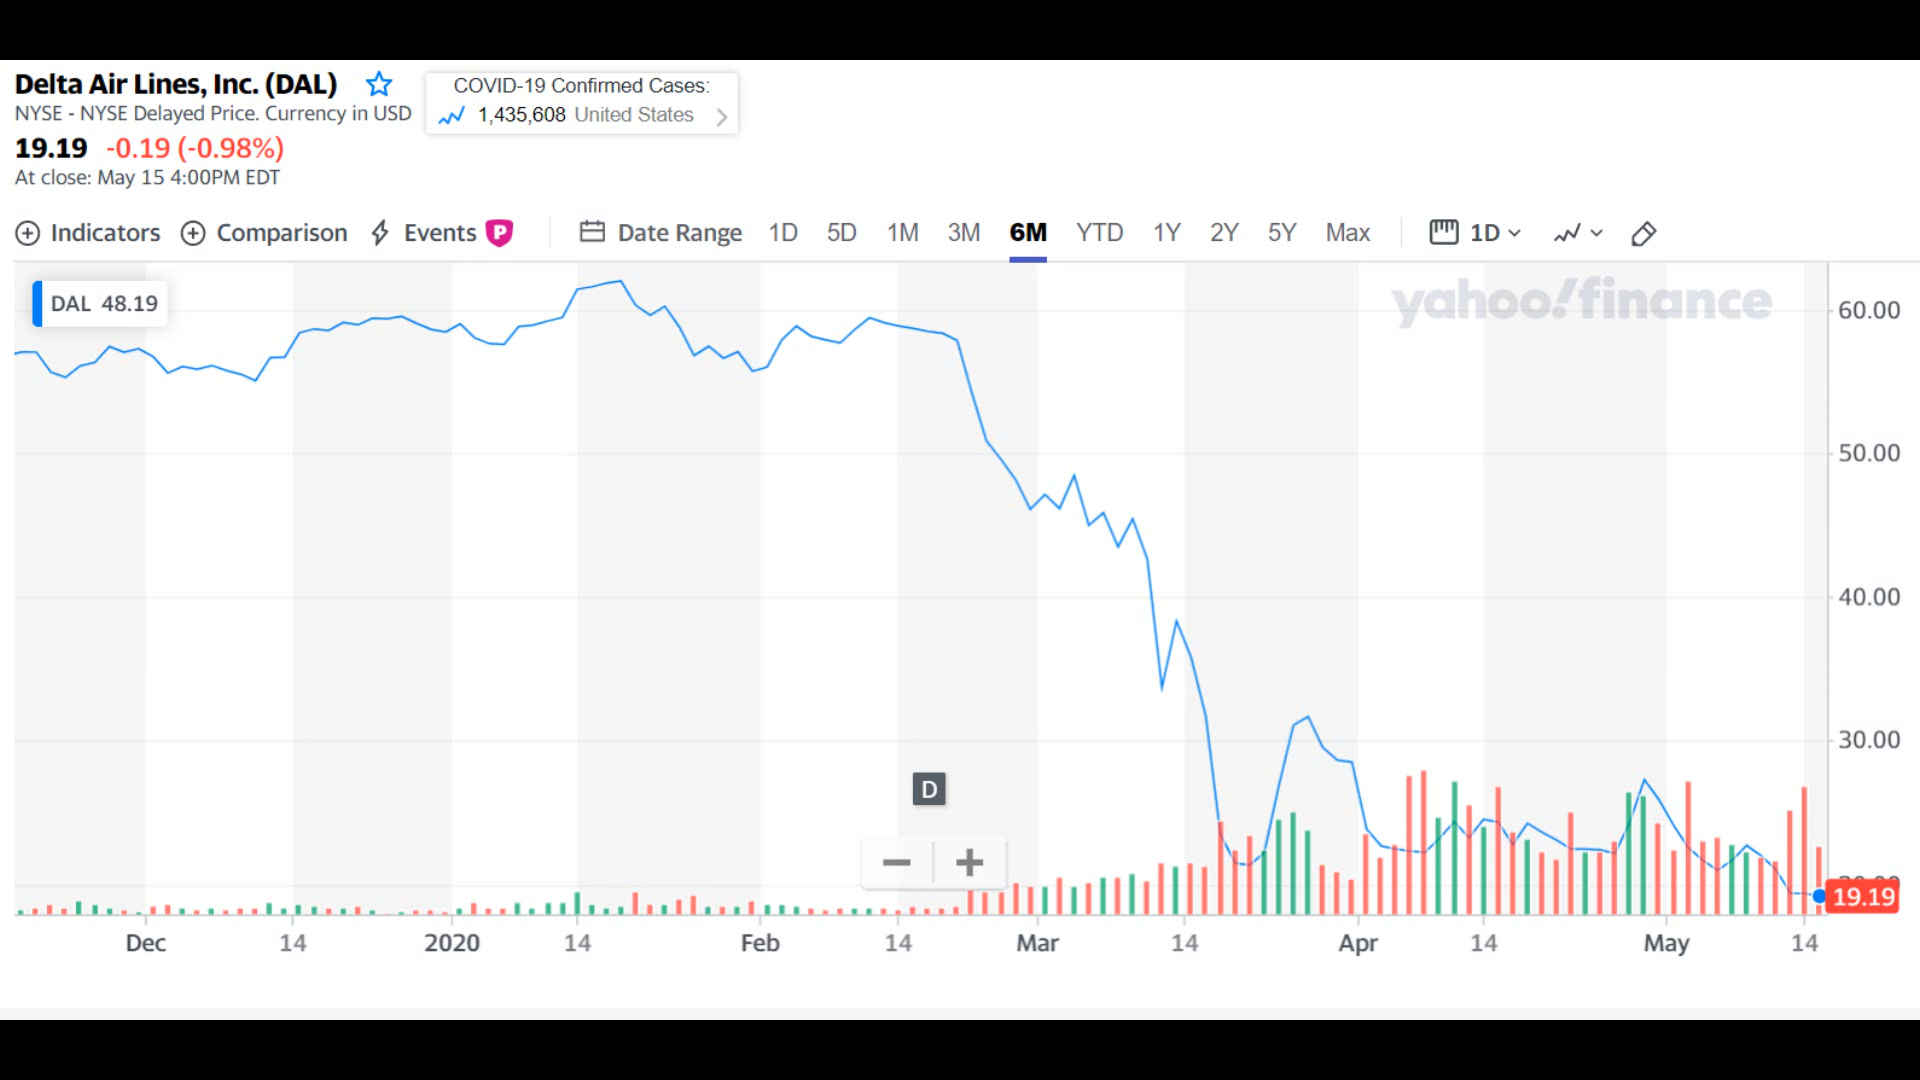 Delta Air Lines, Inc. (DAL)
COVID-19 Confirmed Cases:
NYSE - NYSE Delayed Price. Currency in USD
1,435,608 United States
19.19 -0.19 (-0.98%)
At close: May 15 4:00PM EDT
Indicators Comparison Events P Date Range 1D 5D 1M 3M 6M YTD 1Y 2Y 5Y Max 1D
DAL 48.19
yahoo!finance
60.00
50.00
40.00
30.00
D
19.19
Dec 14 2020 14 Feb 14 Mar 14 Apr 14 May 14